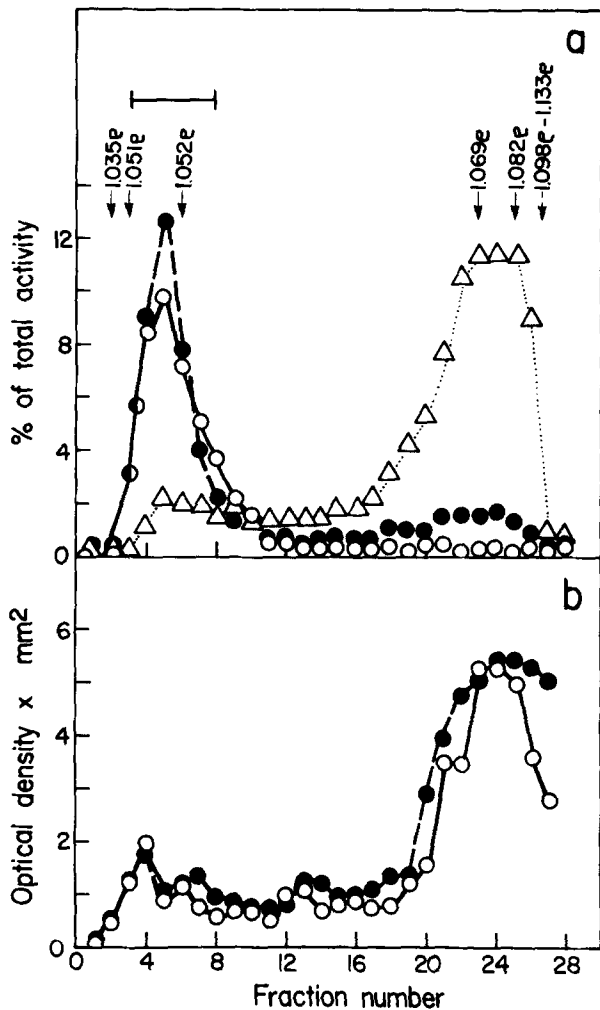 a
1.035e
1.051e
1.052e
1.069e
1.082e
1.098e-1.133e
% of total activity
12
8
4
0
b
Optical density x mm2
6
4
2
0
0 4 8 12 16 20 24 28
Fraction number